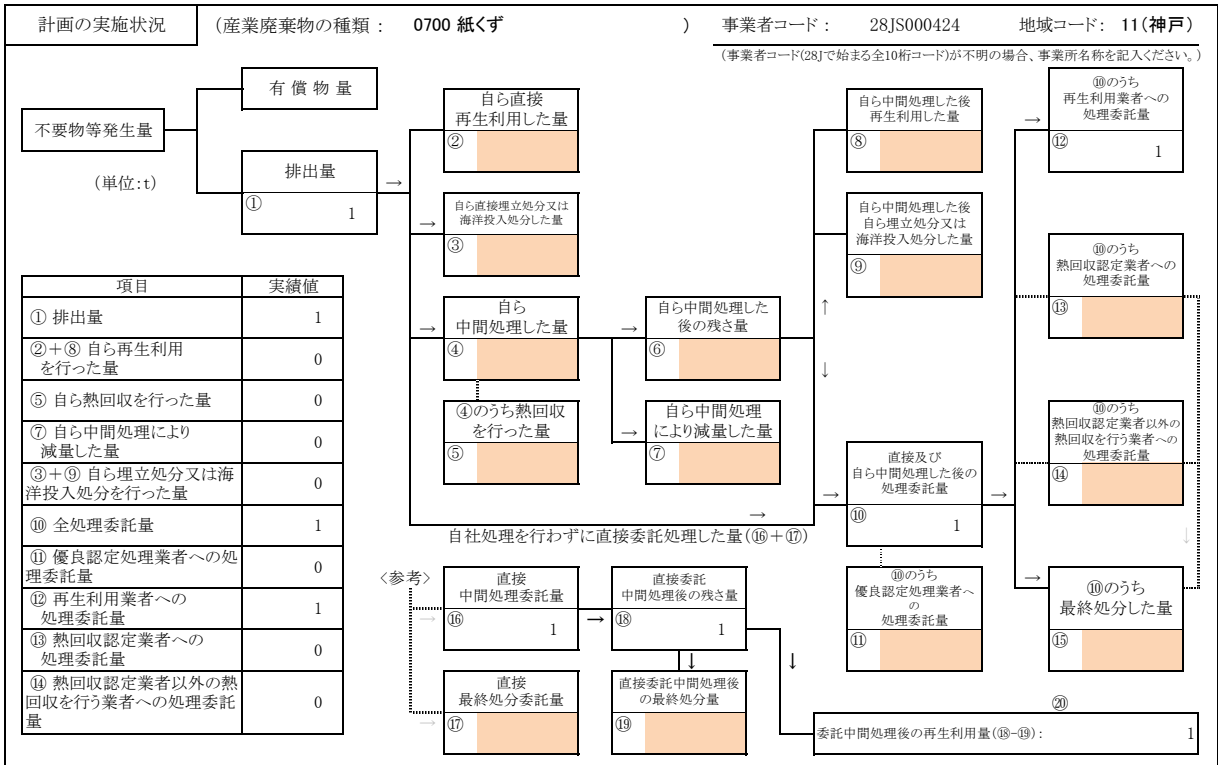 計画の実施状況
(産業廃棄物の種類： 0700 紙くず )
事業者コード： 28JS000424
地域コード： 11(神戸)
(事業者コード(28Jで始まる全10桁コード)が不明の場合、事業所名称を記入ください。)
不要物等発生量
(単位:t)
有償物量
排出量
① 1
→
自ら直接
再生利用した量
②
→
自ら直接埋立処分又は
海洋投入処分した量
③
→
自ら
中間処理した量
④
④のうち熱回収
を行った量
⑤
→
自ら中間処理した
後の残さ量
⑥
→
自ら中間処理
により減量した量
⑦
自ら中間処理した後
再生利用した量
⑧
自ら中間処理した後
自ら埋立処分又は
海洋投入処分した量
⑨
↑
↓
→
自社処理を行わずに直接委託処理した量(⑯+⑰)
→
直接及び
自ら中間処理した後の
処理委託量
⑩ 1
→
⑩のうち
優良認定処理業者へ
の
処理委託量
⑪
→
⑩のうち
再生利用業者への
処理委託量
⑫ 1
⑩のうち
熱回収認定業者への
処理委託量
⑬
⑩のうち
熱回収認定業者以外の
熱回収を行う業者への
処理委託量
⑭
↓
→
⑩のうち
最終処分した量
⑮
項目 実績値
① 排出量 1
②+⑧ 自ら再生利用
を行った量 0
⑤ 自ら熱回収を行った量 0
⑦ 自ら中間処理により
減量した量 0
③+⑨ 自ら埋立処分又は海
洋投入処分を行った量 0
⑩ 全処理委託量 1
⑪ 優良認定処理業者への処
理委託量 0
⑫ 再生利用業者への
処理委託量 1
⑬ 熱回収認定業者への
処理委託量 0
⑭ 熱回収認定業者以外の熱
回収を行う業者への処理委託
量 0
<参考>
→
直接
中間処理委託量
⑯ 1
→
直接委託
中間処理後の残さ量
⑱ 1
↓
↓
→
直接
最終処分委託量
⑰
直接委託中間処理後
の最終処分量
⑲
⑳
委託中間処理後の再生利用量(⑱-⑲)： 1